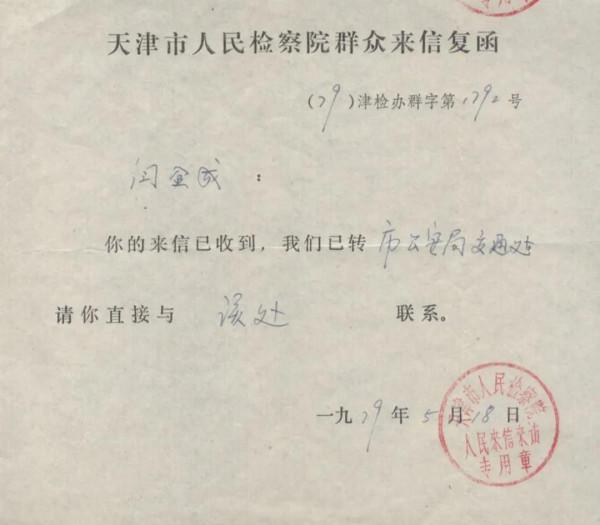 专用章
天津市人民检察院群众来信复函
(79)津检办群字第1792号
闫宜成:
你的来信已收到,我们已转 市公安局交通处
请你直接与 该处 联系。
一九79年5月18日
天津市人民检察院
人民来信来访
专用章